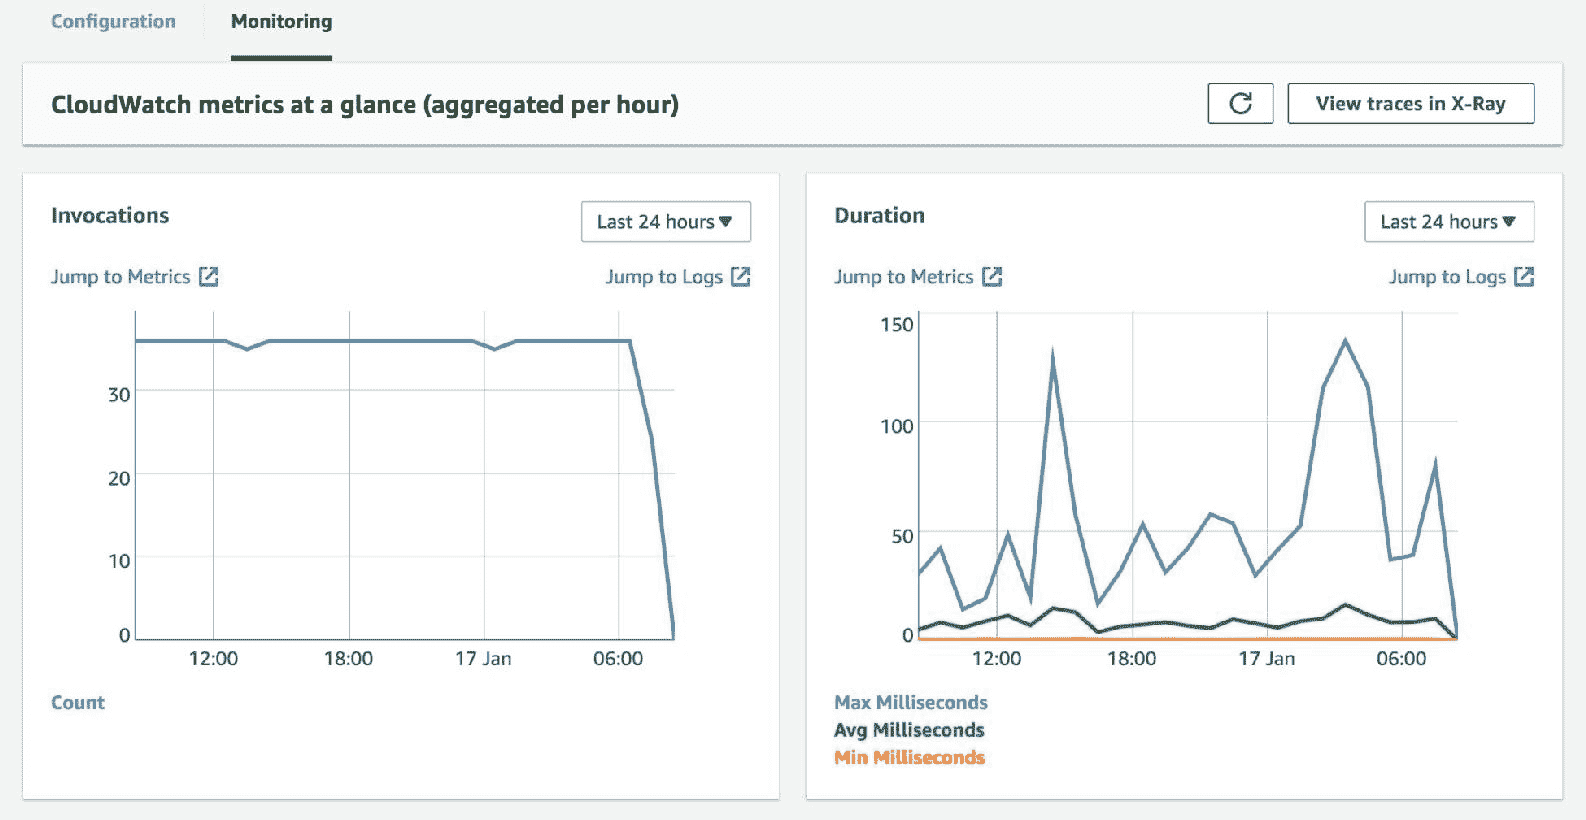 Configuration Monitoring
CloudWatch metrics at a glance (aggregated per hour) View traces in X-Ray
Invocations Last 24 hours
Jump to Metrics Jump to Logs
30
20
10
0
12:00 18:00 17 Jan 06:00
Count
Duration Last 24 hours
Jump to Metrics Jump to Logs
150
100
50
0
12:00 18:00 17 Jan 06:00
Max Milliseconds
Avg Milliseconds
Min Milliseconds